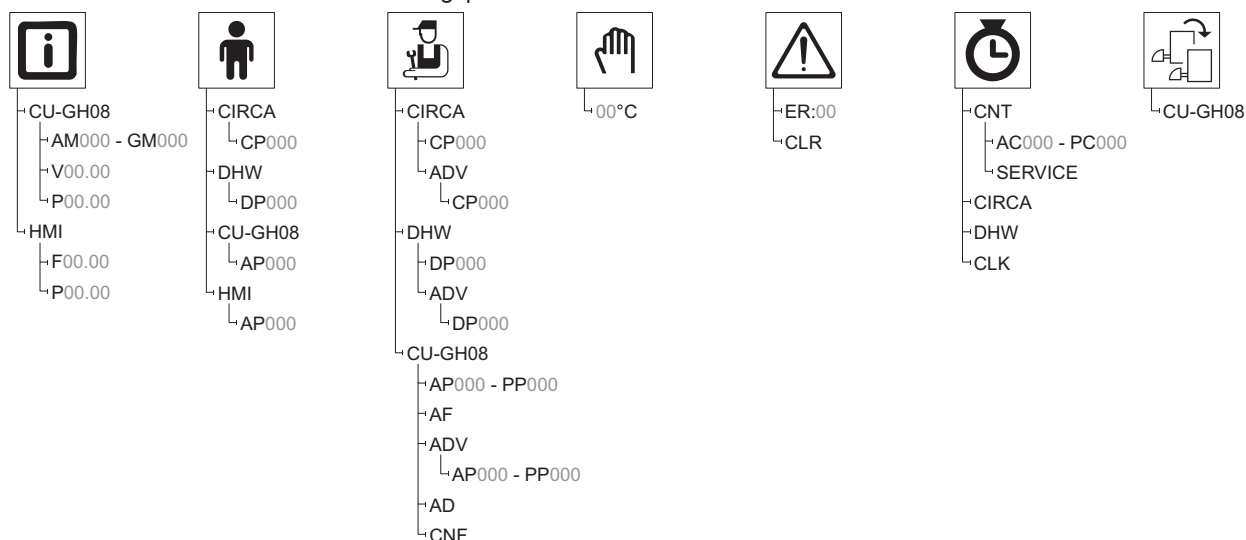 CU-GH08
AM000 - GM000
V00.00
P00.00
HMI
F00.00
P00.00
CIRCA
CP000
DHW
DP000
CU-GH08
AP000
HMI
AP000
CIRCA
CP000
ADV
CP000
DHW
DP000
ADV
DP000
CU-GH08
AP000 - PP000
AF
ADV
AP000 - PP000
AD
CNF
00°C
ER:00
CLR
CNT
AC000 - PC000
SERVICE
CIRCA
DHW
CLK
CU-GH08